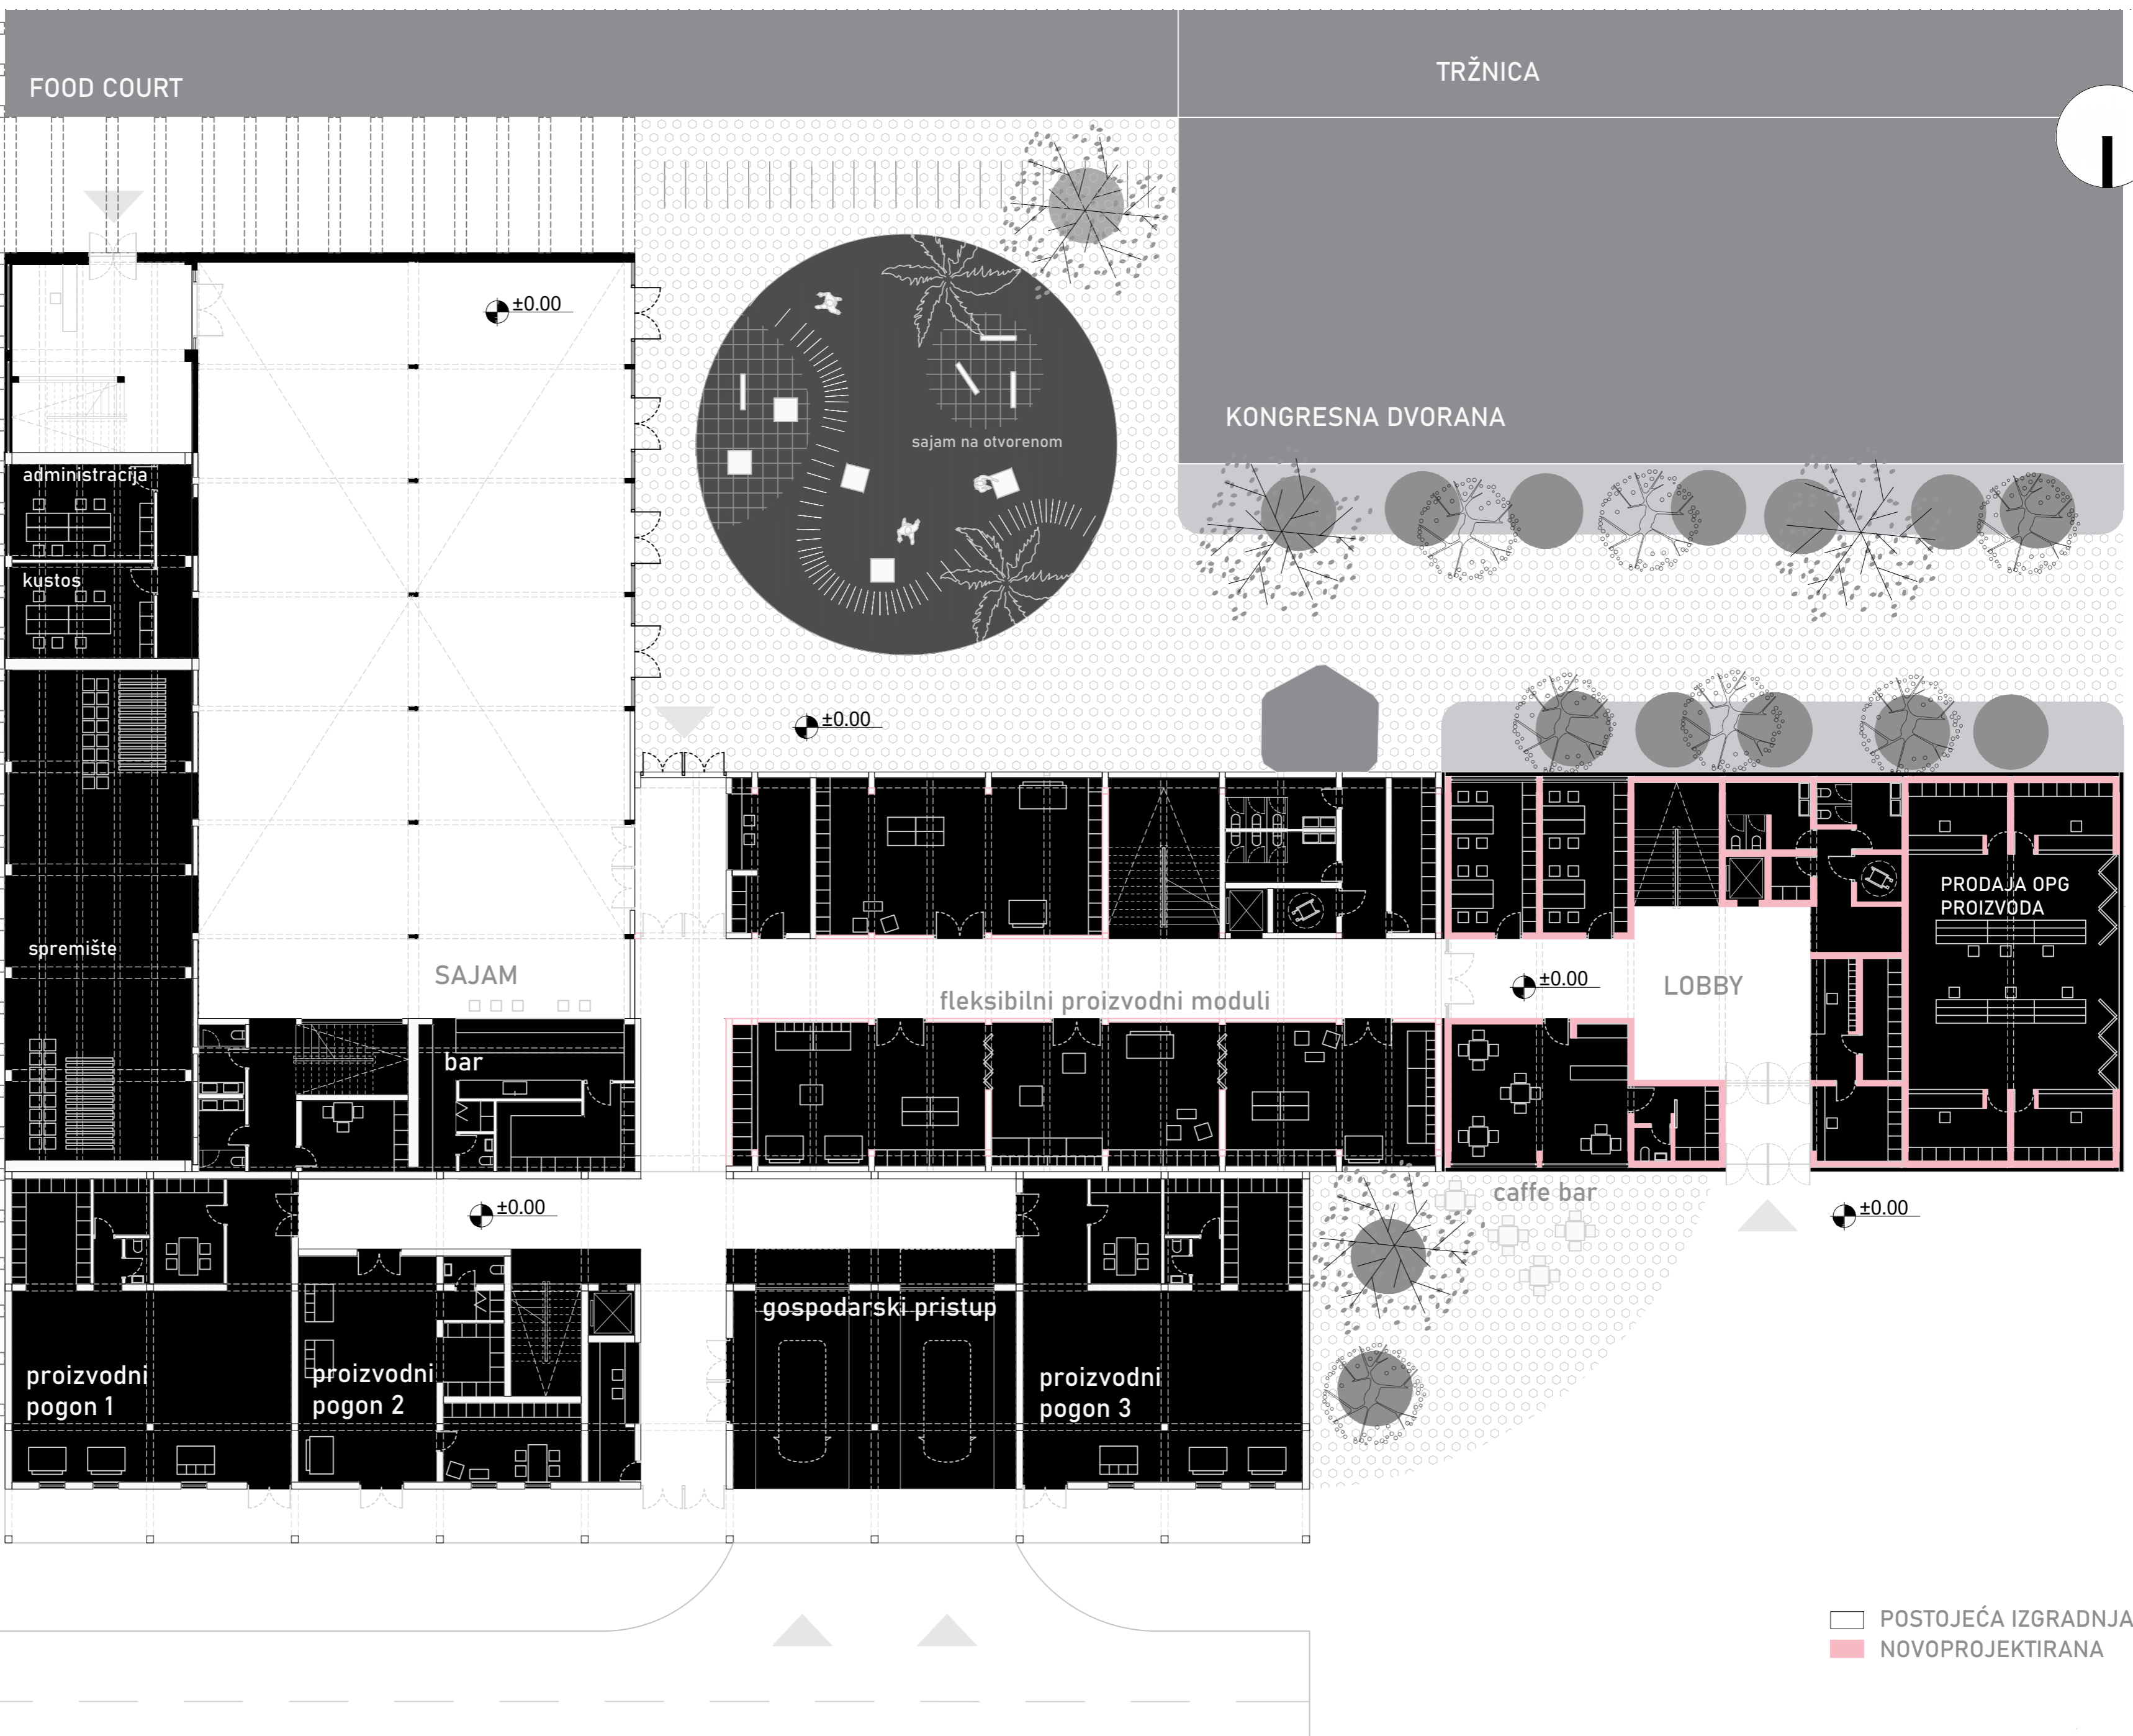 FOOD COURT
TRŽNICA
±0.00
KONGRESNA DVORANA
sajam na otvorenom
administracija
kustos
±0.00
PRODAJA OPG
PROIZVODA
spremište
SAJAM
±0.00
LOBBY
fleksibilni proizvodni moduli
bar
caffe bar
±0.00
±0.00
gospodarski pristup
proizvodni
pogon 1
proizvodni
pogon 2
proizvodni
pogon 3
POSTOJEĆA IZGRADNJA
NOVOPROJEKTIRANA